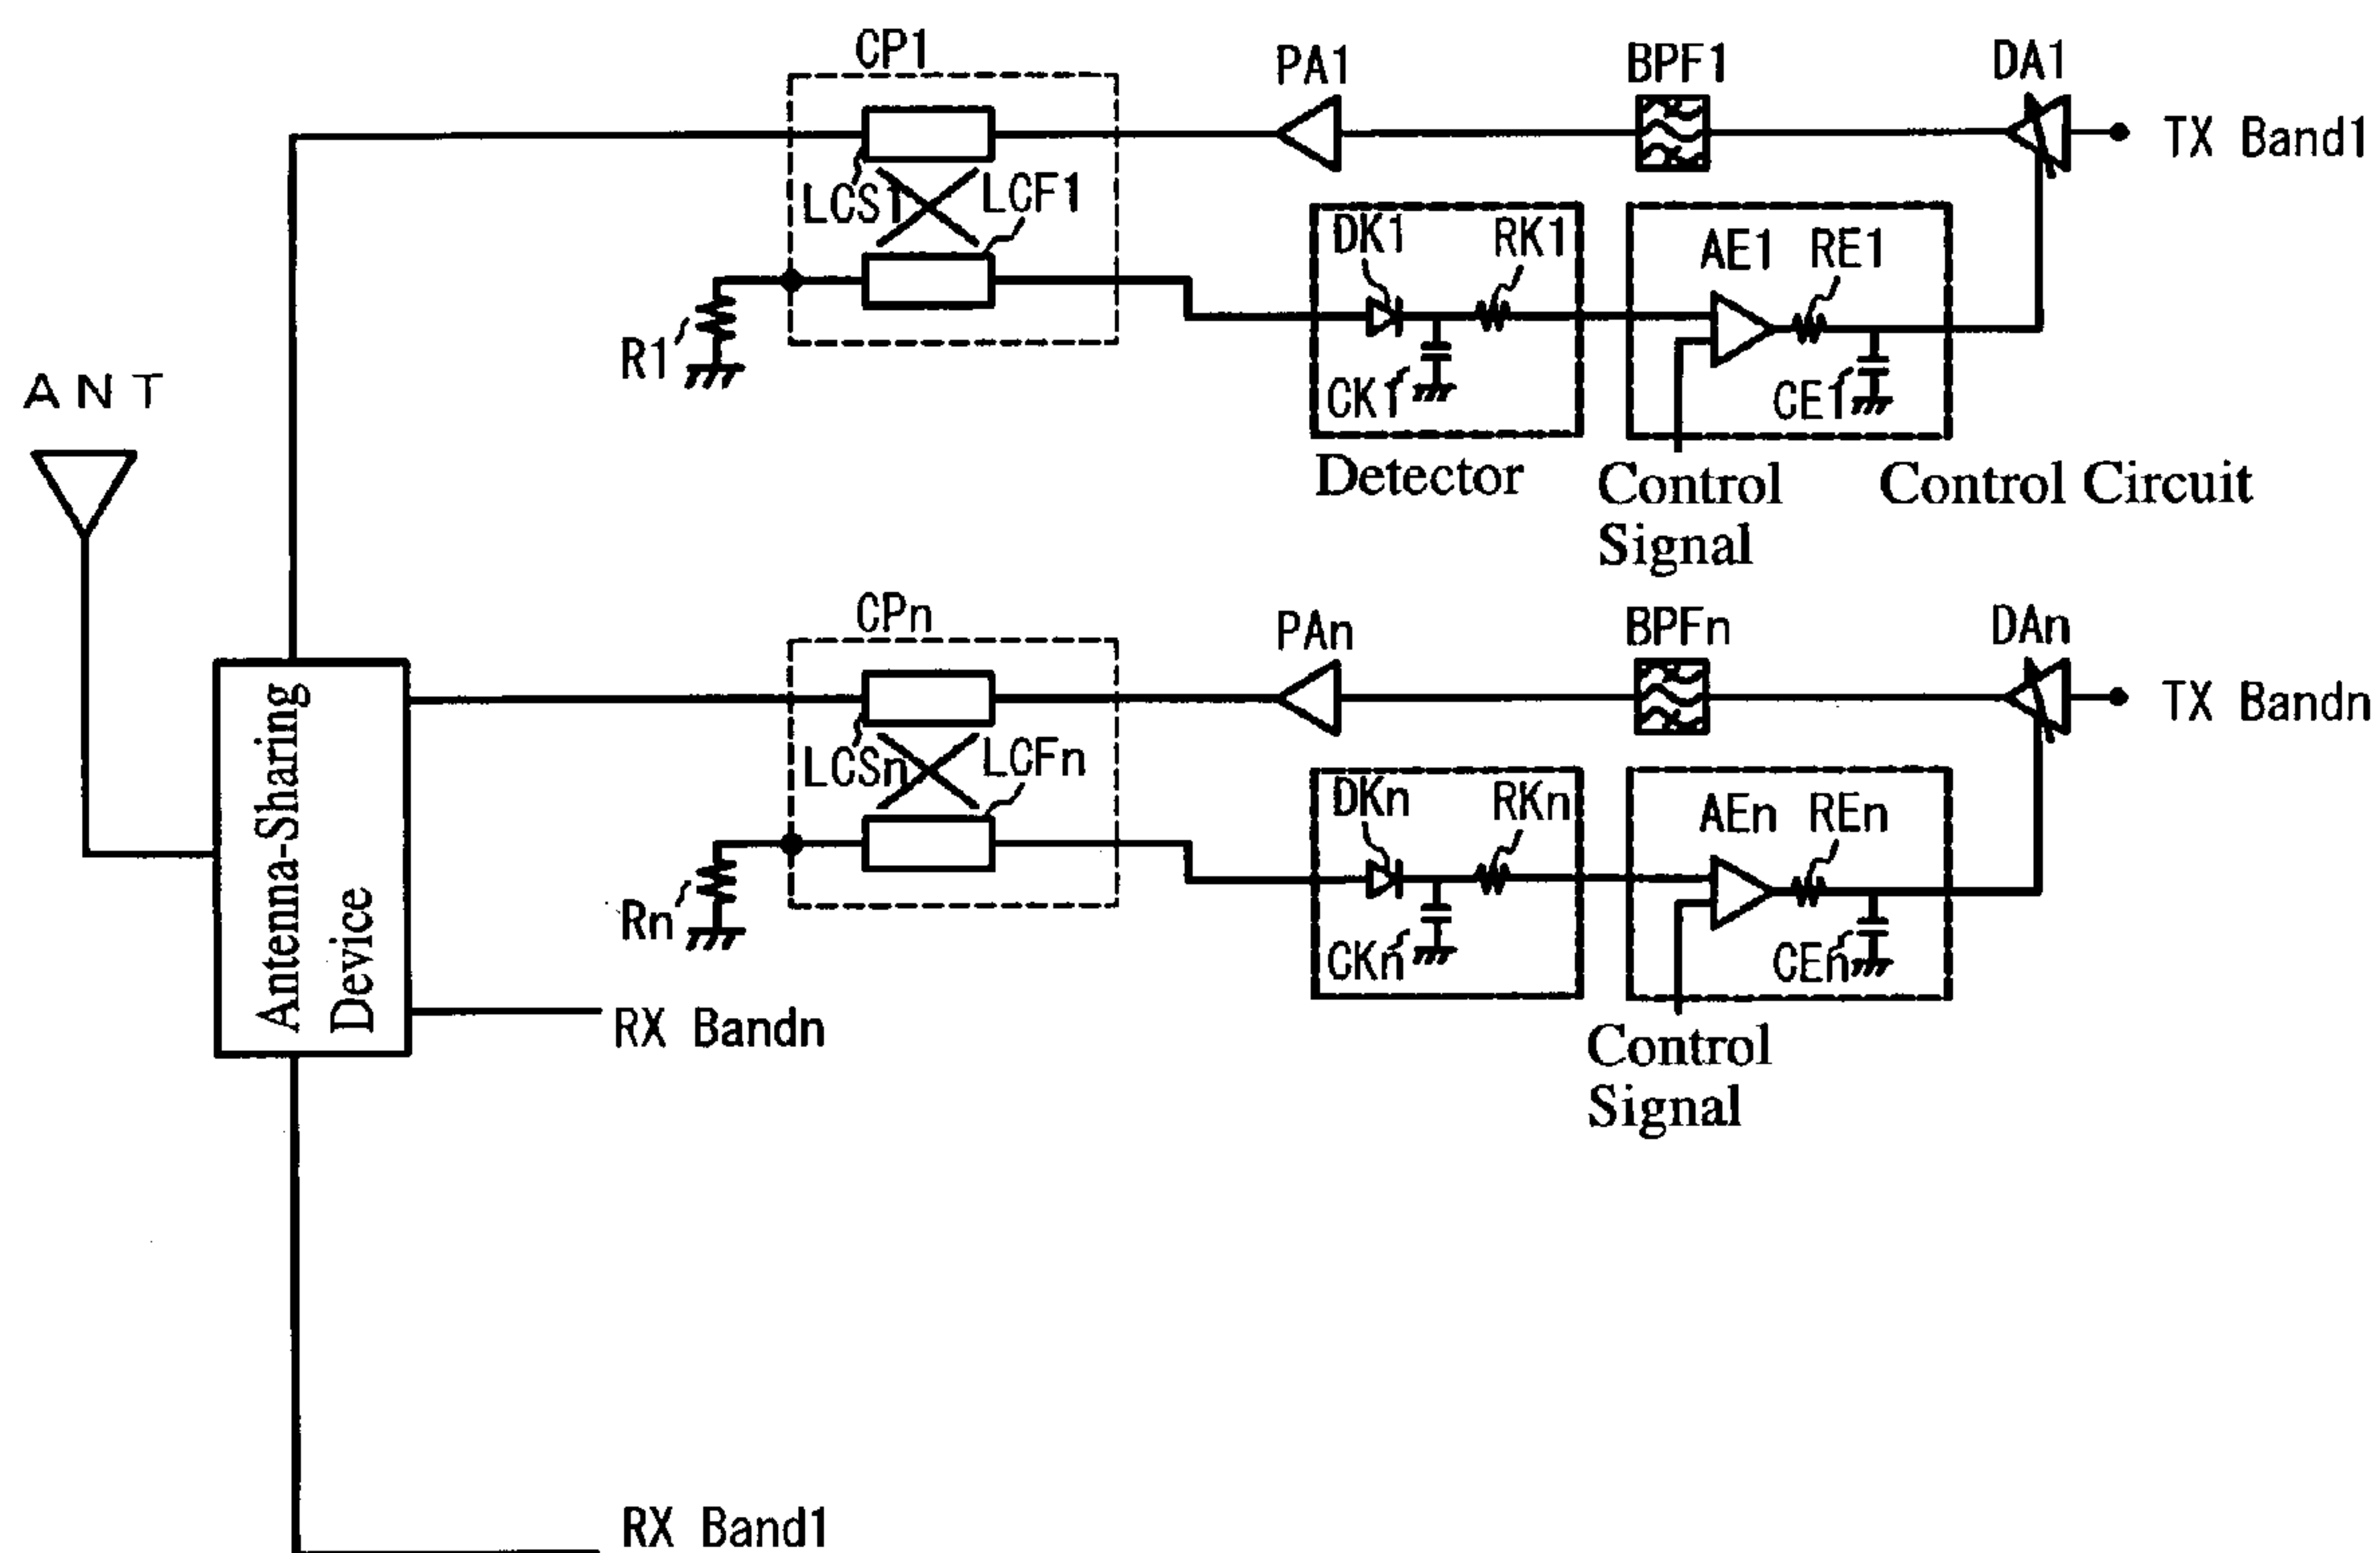 CP1
PA1
BPF1
DA1
TX Band1
LCS1
LCF1
DK1
RK1
AE1
RE1
R1
CK1
CE1
Detector
Control
Signal
Control Circuit
ANT
CPn
PAn
BPFn
DAn
TX Bandn
LCSn
LCFn
DKn
RKn
AEn
REn
Rn
CKn
CEn
Antenna-Sharing
Device
RX Bandn
Control
Signal
RX Band1